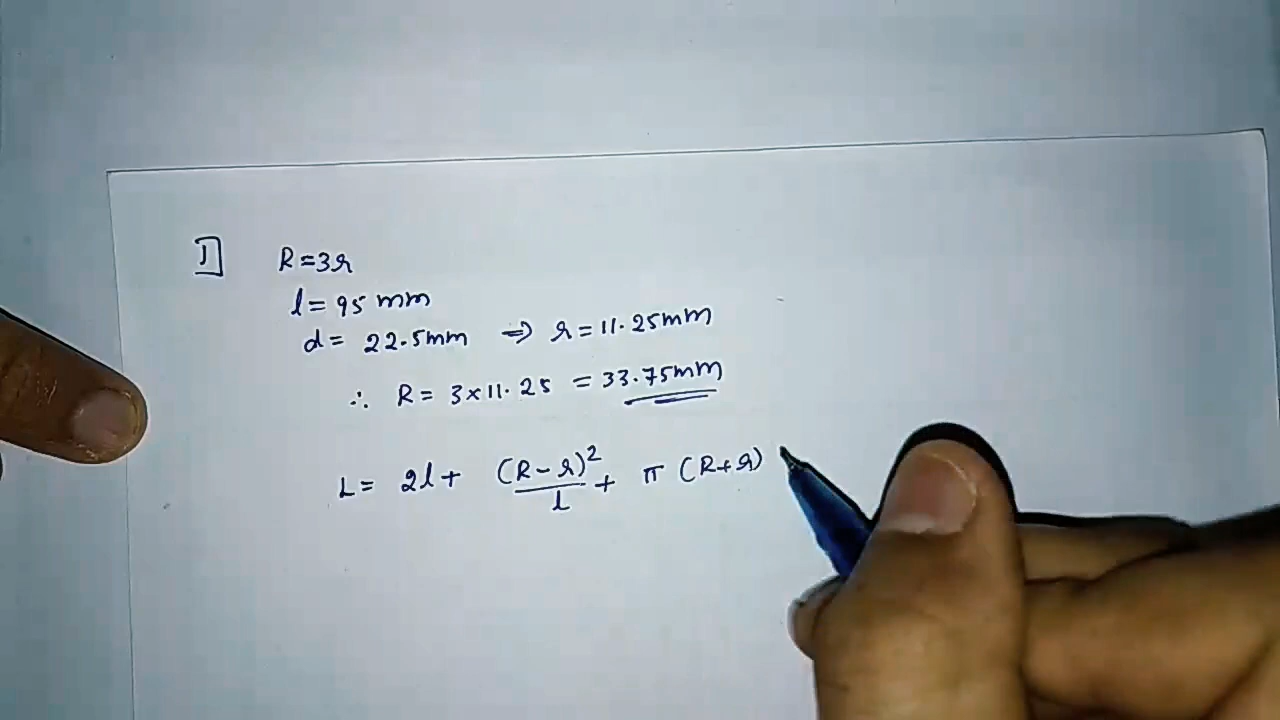 1] R=3r
l= 95 mm
d= 22.5mm ⇒ r=11.25mm
∴ R= 3×11.25 = 33.75mm
L= 2l+ (R-r)²/l + π (R+r)